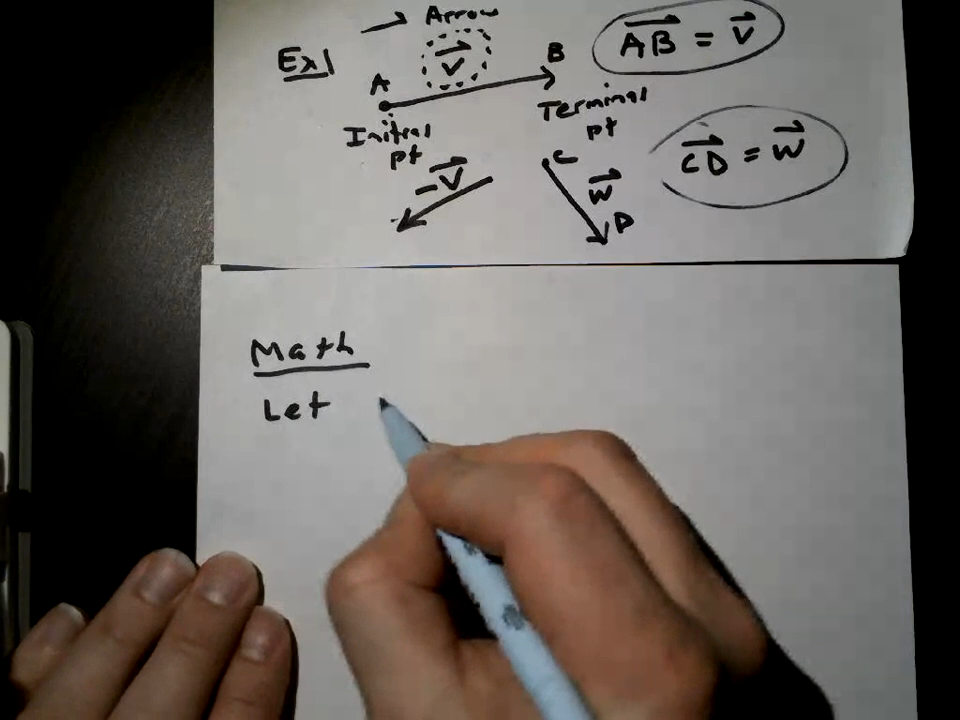 → Arrow
Ex1
A
v⃗
B
AB⃗ = v⃗
Initial
pt
Terminal
pt
-v⃗
C
w⃗
D
CD⃗ = w⃗
Math
Let